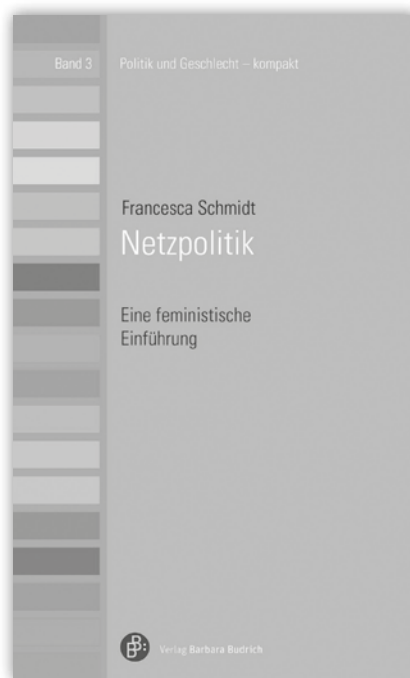 Band 3
Politik und Geschlecht – kompakt
Francesca Schmidt
Netzpolitik
Eine feministische
Einführung
B B:
Verlag Barbara Budrich